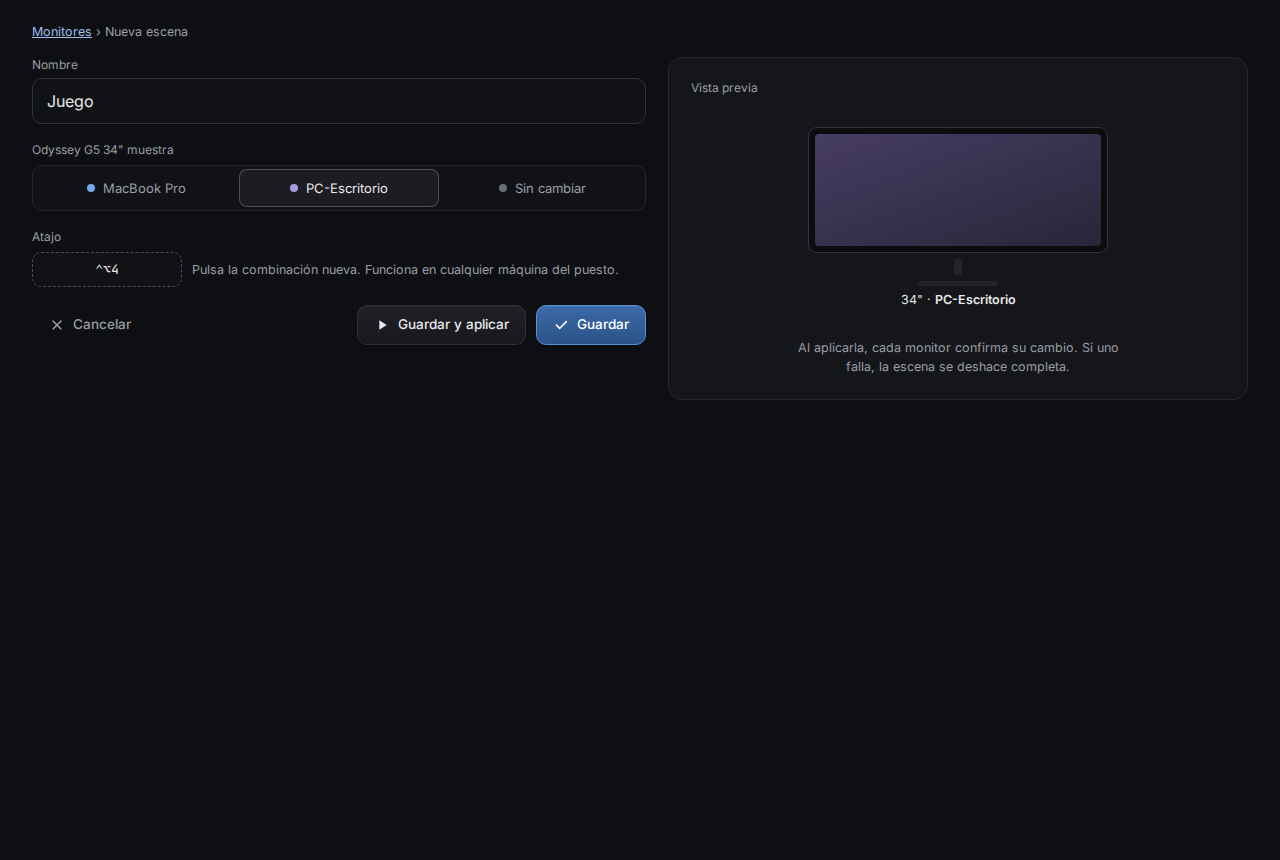 Monitores › Nueva escena
Nombre
Juego
Odyssey G5 34" muestra
MacBook Pro
PC-Escritorio
Sin cambiar
Atajo
^⌥4
Pulsa la combinación nueva. Funciona en cualquier máquina del puesto.
Cancelar
Guardar y aplicar
Guardar
Vista previa
34" · PC-Escritorio
Al aplicarla, cada monitor confirma su cambio. Si uno
falla, la escena se deshace completa.